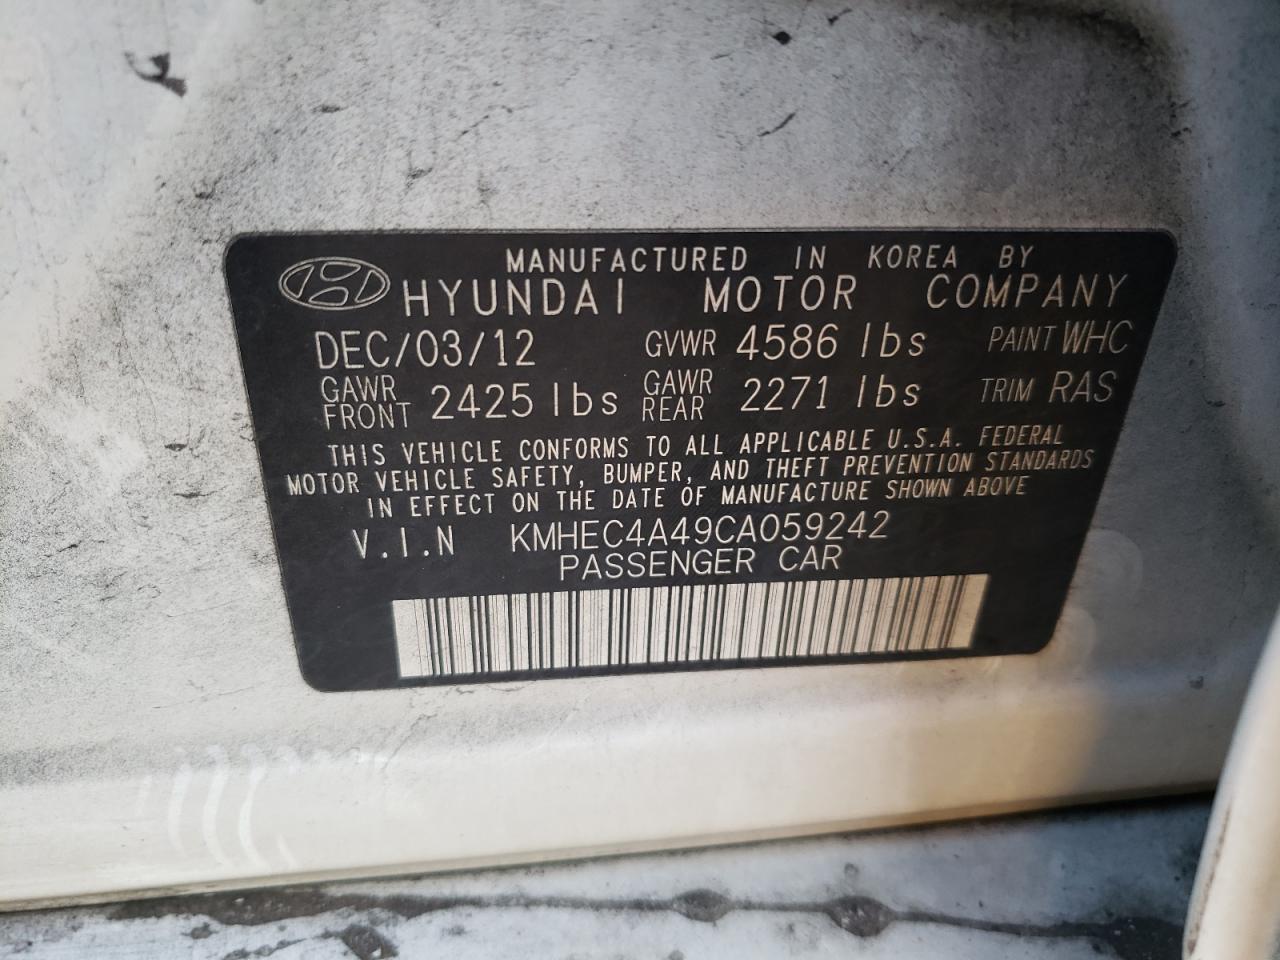 MANUFACTURED IN KOREA BY
HYUNDAI MOTOR COMPANY
DEC/03/12 GVWR 4586 lbs PAINT WHC
GAWR FRONT 2425 lbs GAWR REAR 2271 lbs TRIM RAS
THIS VEHICLE CONFORMS TO ALL APPLICABLE U.S.A. FEDERAL
MOTOR VEHICLE SAFETY, BUMPER, AND THEFT PREVENTION STANDARDS
IN EFFECT ON THE DATE OF MANUFACTURE SHOWN ABOVE
V.I.N KMHEC4A49CA059242
PASSENGER CAR